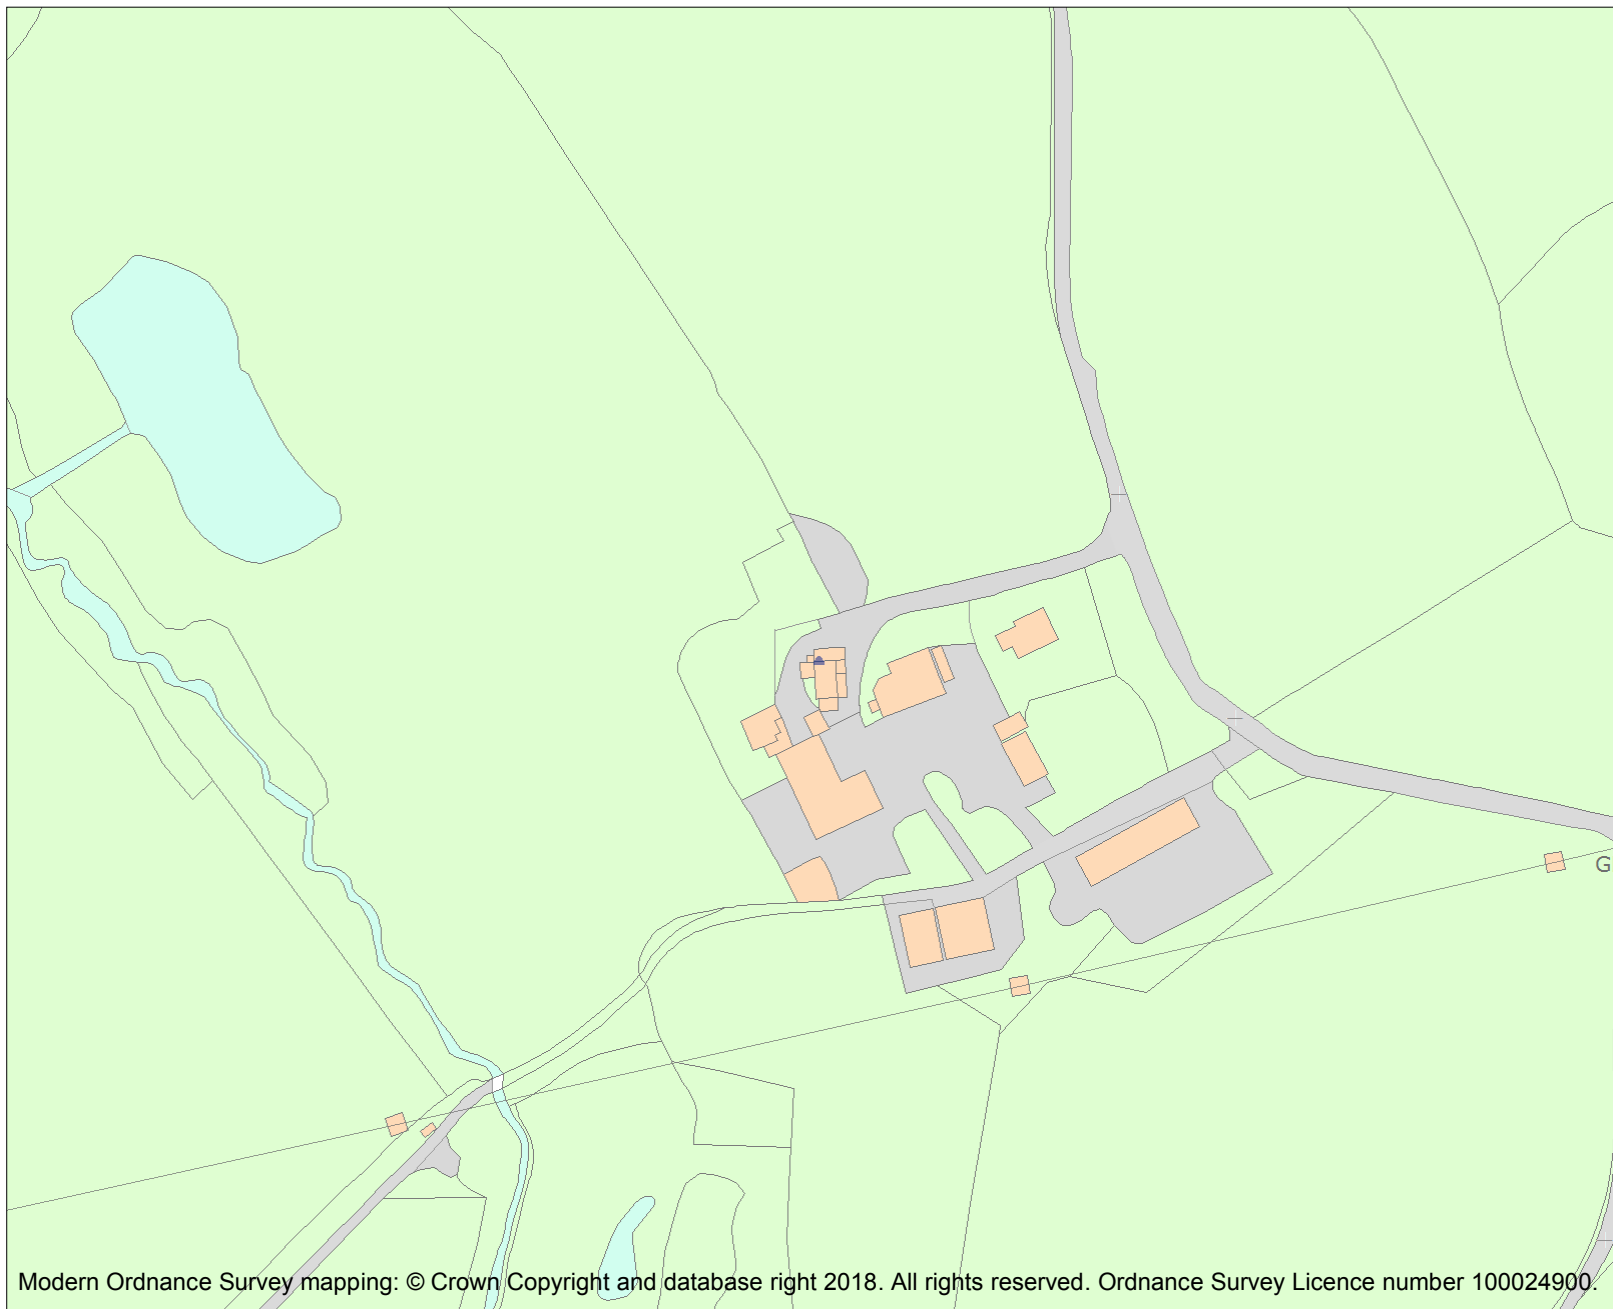 G
Modern Ordnance Survey mapping: © Crown Copyright and database right 2018. All rights reserved. Ordnance Survey Licence number 100024900.